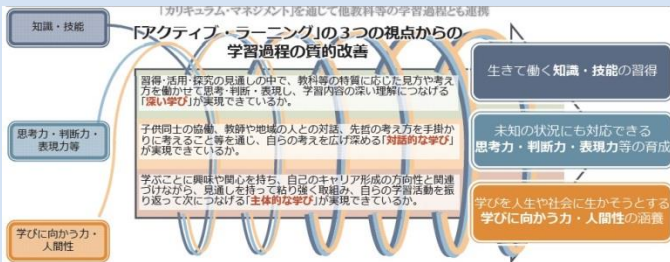 「カリキュラム・マネジメント」を通じて他教科等の学習過程とも連携
「アクティブ・ラーニング」の３つの視点からの
学習過程の質的改善
知識・技能
思考力・判断力・
表現力等
学びに向かう力・
人間性
習得・活用・探究の見通しの中で、教科等の特質に応じた見方や考え
方を働かせて思考・判断・表現し、学習内容の深い理解につなげる
「深い学び」が実現できているか。
子供同士の協働、教師や地域の人との対話、先哲の考え方を手掛か
りに考えること等を通じ、自らの考えを広げ深める「対話的な学び」
が実現できているか。
学ぶことに興味や関心を持ち、自己のキャリア形成の方向性と関連
づけながら、見通しを持って粘り強く取組み、自らの学習活動を振
り返って次につなげる「主体的な学び」が実現できているか。
生きて働く知識・技能の習得
未知の状況にも対応できる
思考力・判断力・表現力等の育成
学びを人生や社会に生かそうとする
学びに向かう力・人間性の涵養